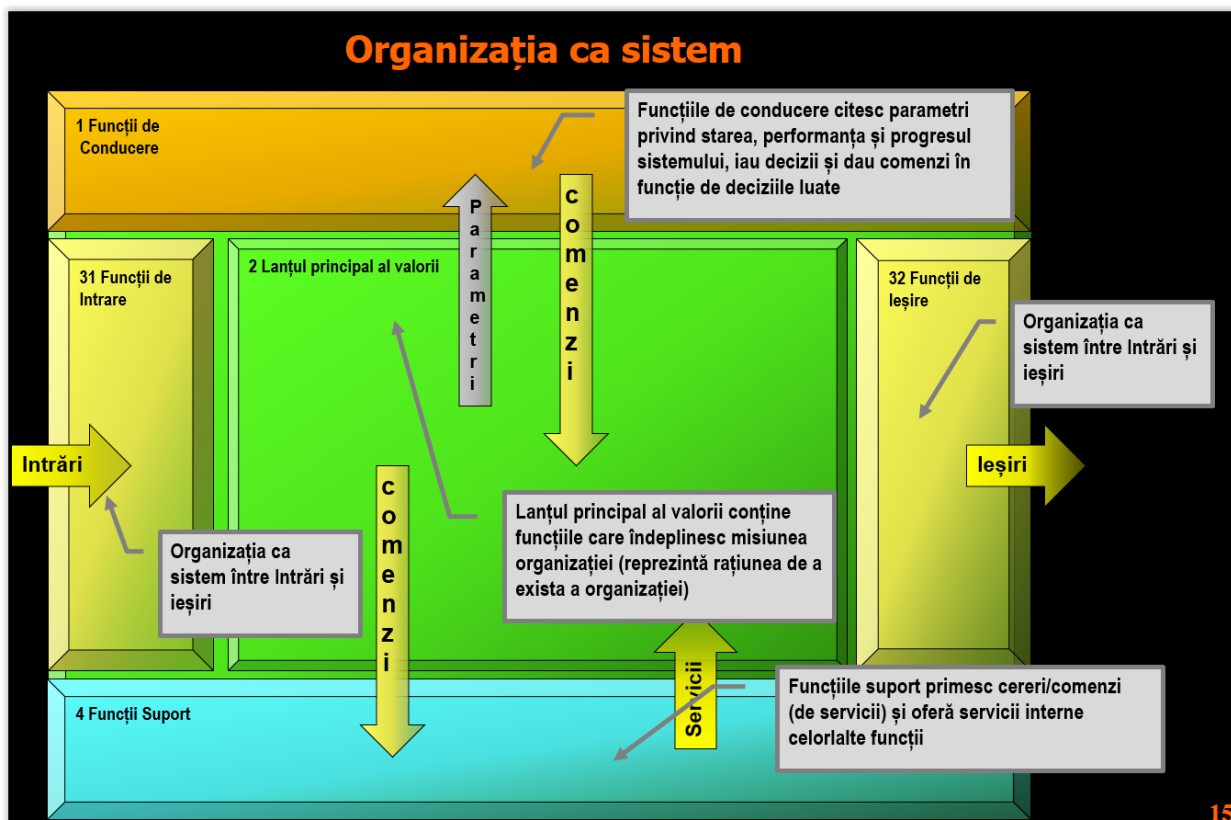 Organizația ca sistem
1 Funcții de
Conducere
Funcțiile de conducere citesc parametri
privind starea, performanța și progresul
sistemului, iau decizii și dau comenzi în
funcție de deciziile luate
Parametri
comenzi
31 Funcții de
Intrare
2 Lanțul principal al valorii
32 Funcții de
Ieșire
Organizația ca
sistem între Intrări și
ieșiri
Intrări
Ieșiri
comenzi
Lanțul principal al valorii conține
funcțiile care îndeplinesc misiunea
organizației (reprezintă rațiunea de a
exista a organizației)
Organizația ca
sistem între Intrări și
ieșiri
Servicii
4 Funcții Suport
Funcțiile suport primesc cereri/comenzi
(de servicii) și oferă servicii interne
celorlalte funcții
15